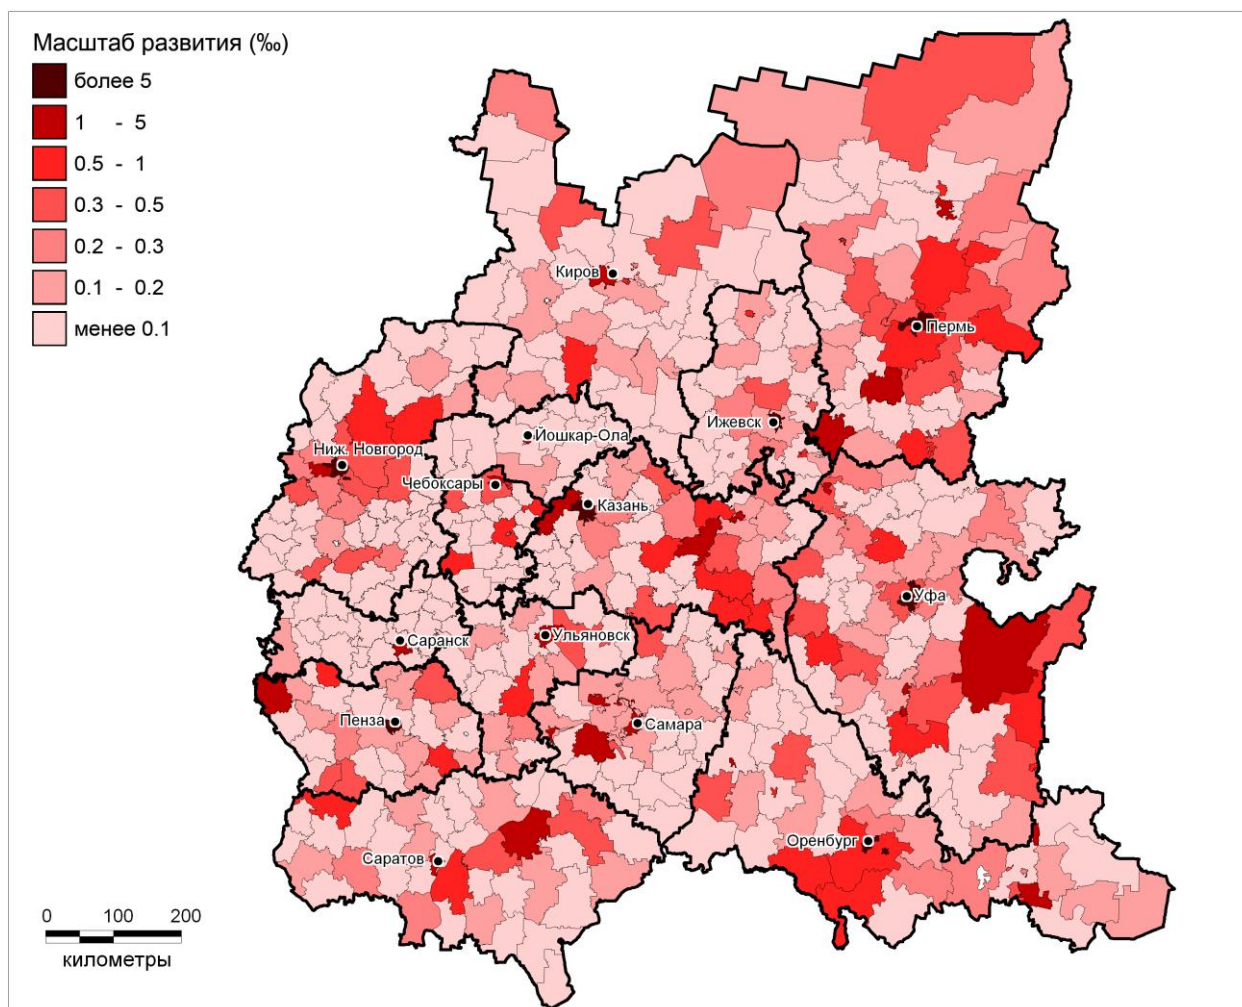 Масштаб развития (‰)
более 5
1 - 5
0.5 - 1
0.3 - 0.5
0.2 - 0.3
0.1 - 0.2
менее 0.1
Киров
Пермь
Ижевск
Йошкар-Ола
Ниж. Новгород
Чебоксары
Казань
Уфа
Ульяновск
Саранск
Пенза
Самара
Оренбург
Саратов
0 100 200
километры